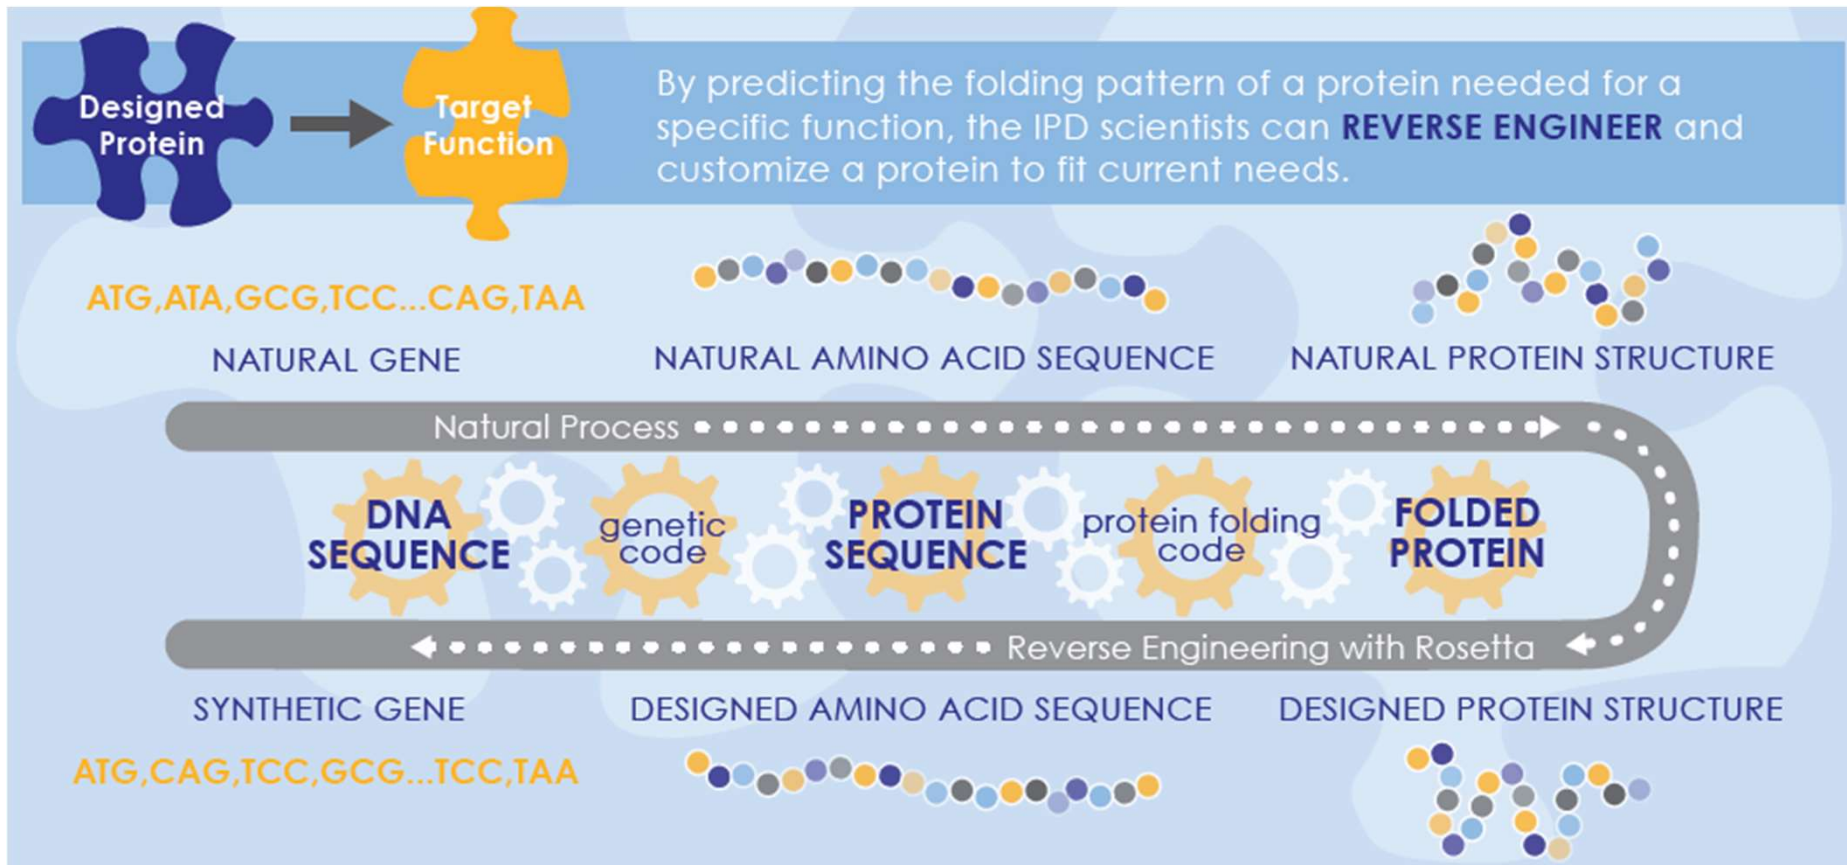 Designed
Protein
Target
Function
By predicting the folding pattern of a protein needed for a
specific function, the IPD scientists can REVERSE ENGINEER and
customize a protein to fit current needs.
ATG,ATA,GCG,TCC...CAG,TAA
NATURAL GENE
NATURAL AMINO ACID SEQUENCE
NATURAL PROTEIN STRUCTURE
Natural Process
DNA
SEQUENCE
genetic
code
PROTEIN
SEQUENCE
protein folding
code
FOLDED
PROTEIN
Reverse Engineering with Rosetta
SYNTHETIC GENE
DESIGNED AMINO ACID SEQUENCE
DESIGNED PROTEIN STRUCTURE
ATG,CAG,TCC,GCG...TCC,TAA